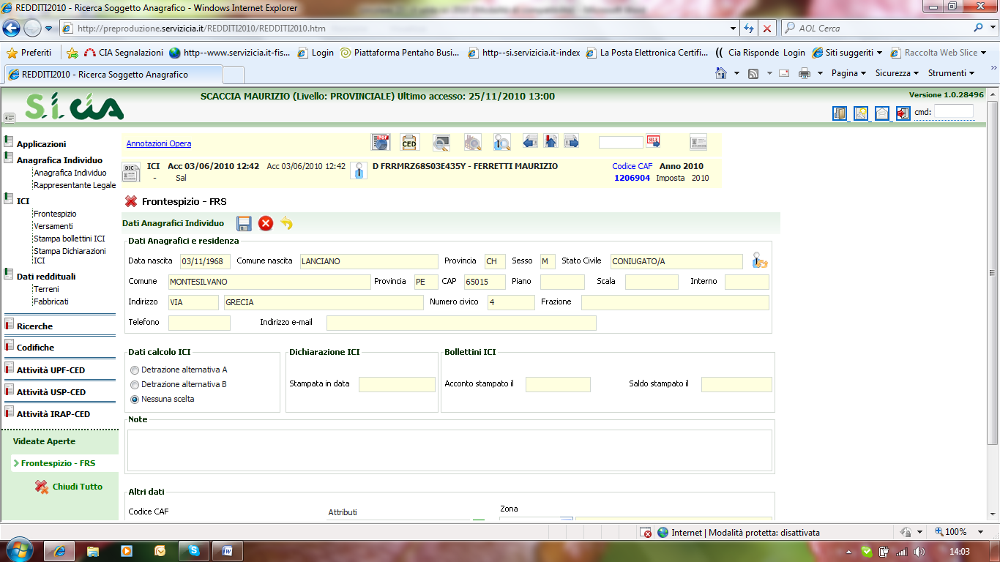 REDDITI2010 - Ricerca Soggetto Anagrafico - Windows Internet Explorer
http://preproduzione.servizicia.it/REDDITI2010/REDDITI2010.htm
AOL Cerca
Preferiti CIA Segnalazioni http--www.servizicia.it-fis... Login Piattaforma Pentaho Busi... http--si.servizicia.it-index La Posta Elettronica Certifi... Cia Risponde Login Siti suggeriti Raccolta Web Slice
REDDITI2010 - Ricerca Soggetto Anagrafico
Pagina Sicurezza Strumenti
S.i. CIA
SCACCIA MAURIZIO (Livello: PROVINCIALE) Ultimo accesso: 25/11/2010 13:00
Versione 1.0.28496
cmd:
Applicazioni
Anagrafica Individuo
Anagrafica Individuo
Rappresentante Legale
ICI
Frontespizio
Versamenti
Stampa bollettini ICI
Stampa Dichiarazioni
ICI
Dati reddituali
Terreni
Fabbricati
Ricerche
Codifiche
Attività UPF-CED
Attività USP-CED
Attività IRAP-CED
Videate Aperte
Frontespizio - FRS
Chiudi Tutto
Annotazioni Opera
PDF
CED
SELE
DIC
ICI Acc 03/06/2010 12:42 Acc 03/06/2010 12:42 D FRRMRZ68S03E435Y - FERRETTI MAURIZIO Codice CAF Anno 2010
- Sal 1206904 Imposta 2010
Frontespizio - FRS
Dati Anagrafici Individuo
Dati Anagrafici e residenza
Data nascita 03/11/1968 Comune nascita LANCIANO Provincia CH Sesso M Stato Civile CONIUGATO/A
Comune MONTESILVANO Provincia PE CAP 65015 Piano Scala Interno
Indirizzo VIA GRECIA Numero civico 4 Frazione
Telefono Indirizzo e-mail
Dati calcolo ICI Dichiarazione ICI Bollettini ICI
Detrazione alternativa A
Detrazione alternativa B
Nessuna scelta
Stampata in data Acconto stampato il Saldo stampato il
Note
Altri dati
Codice CAF Attributi Zona
Internet | Modalità protetta: disattivata
100%
14:03